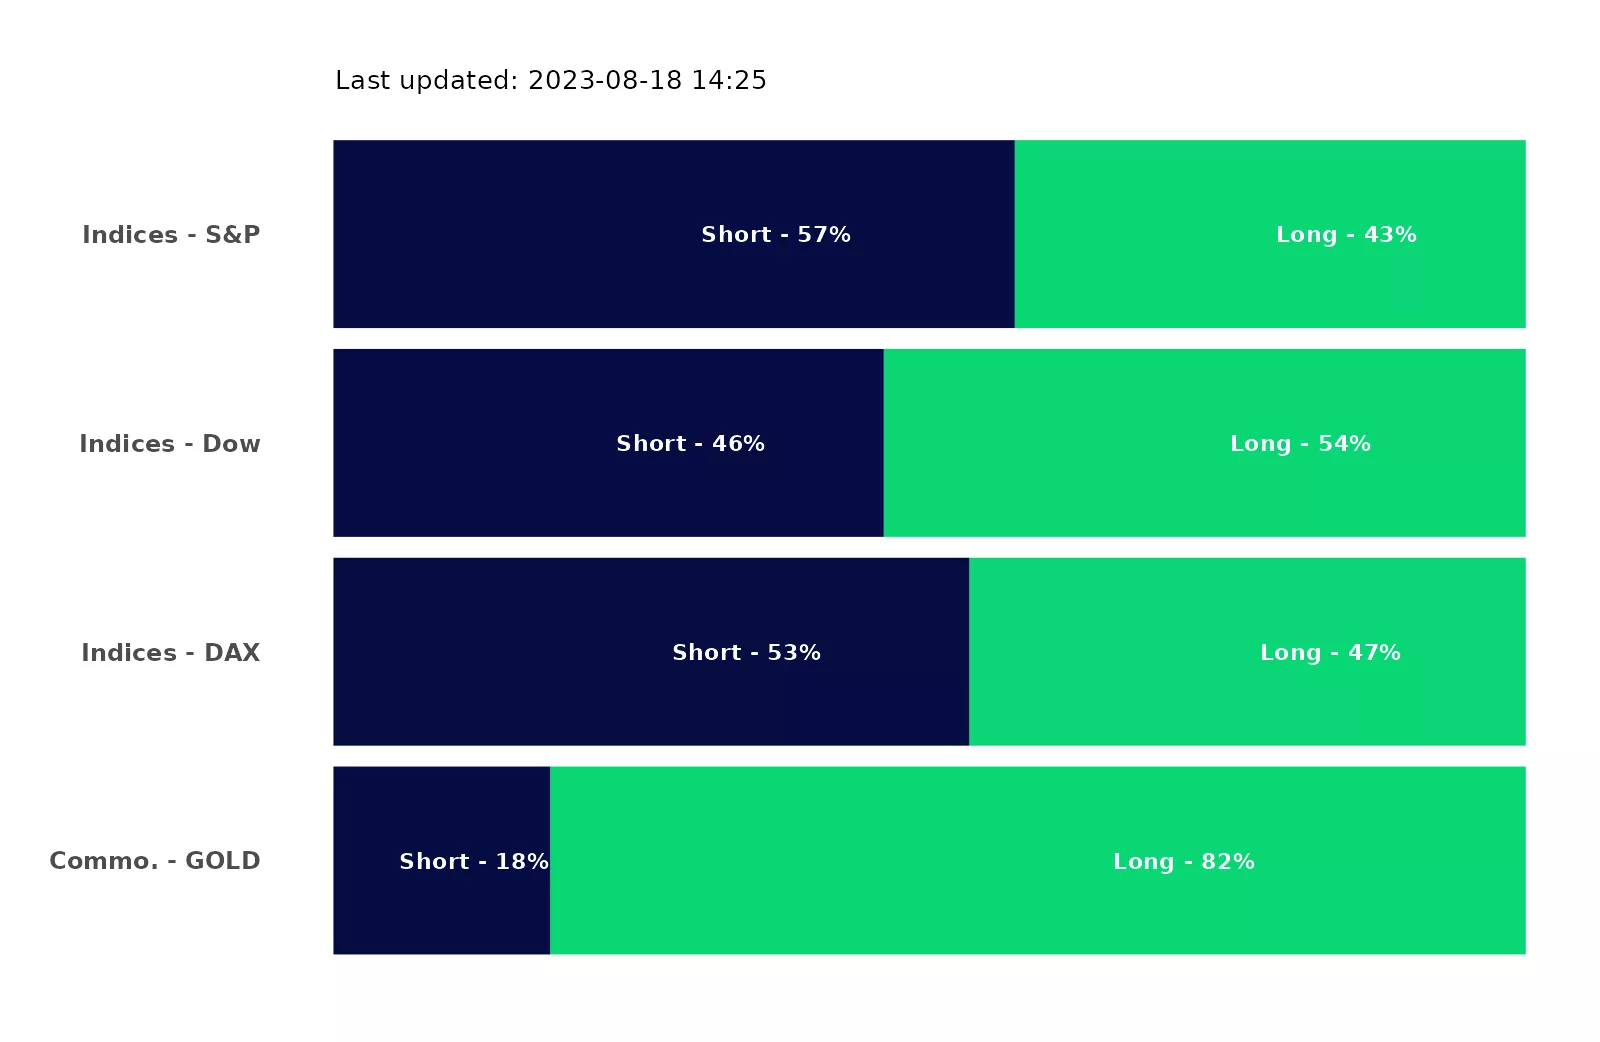 Last updated: 2023-08-18 14:25
Indices - S&P Short - 57% Long - 43%
Indices - Dow Short - 46% Long - 54%
Indices - DAX Short - 53% Long - 47%
Commo. - GOLD Short - 18% Long - 82%